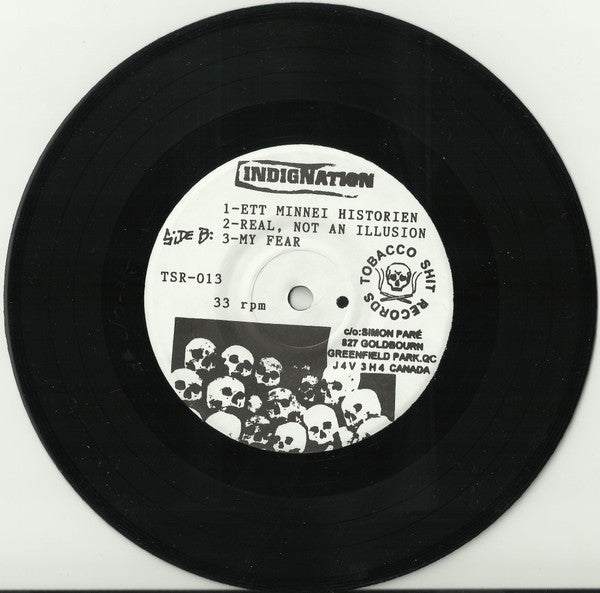 INDIGNATION
1-ETT MINNEI HISTORIEN
2-REAL, NOT AN ILLUSION
SiDE B:
3-MY FEAR
TSR-013
33 rpm
TOBACCO SHIT RECORDS
c/o:SIMON PARÉ
827 GOLDBOURN
GREENFIELD PARK.QC
J4V 3H4 CANADA